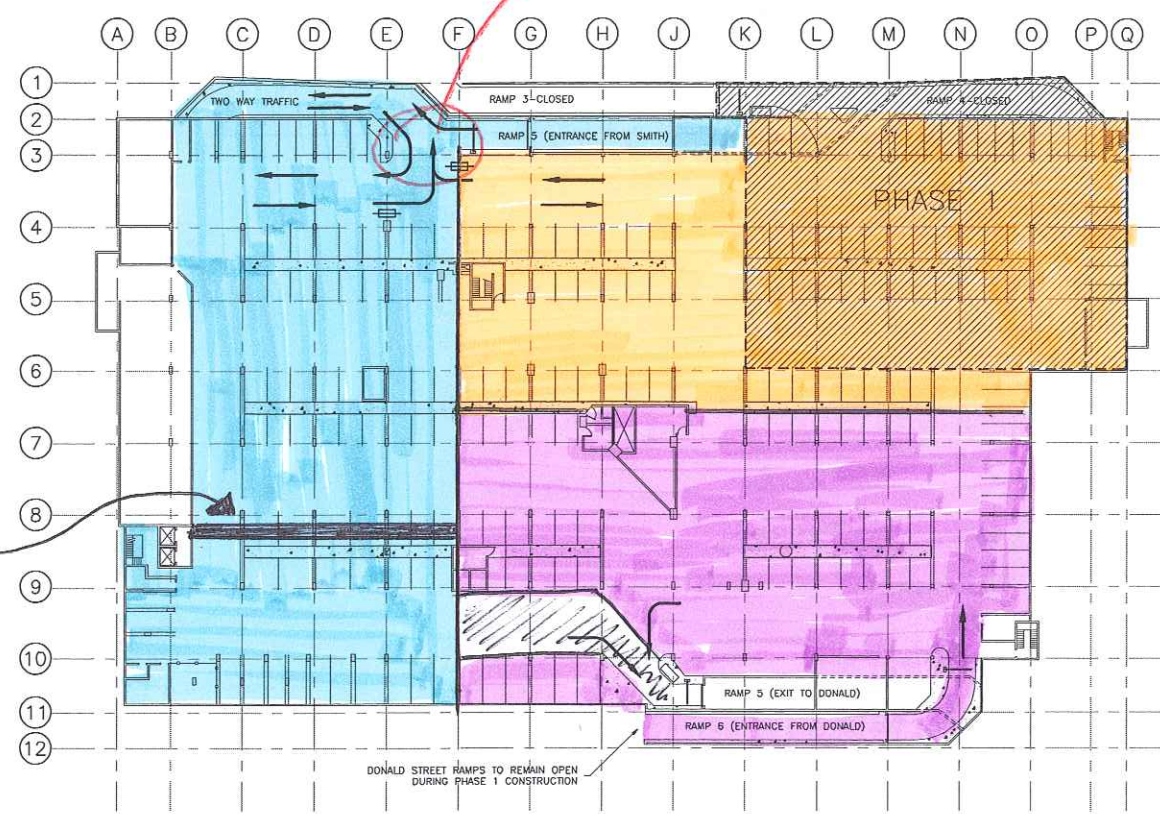 A B C D E F G H J K L M N O P Q
1
TWO WAY TRAFFIC
RAMP 3-CLOSED
RAMP 4-CLOSED
2
RAMP 5 (ENTRANCE FROM SMITH)
3
PHASE 1
4
5
6
7
8
9
10
RAMP 5 (EXIT TO DONALD)
11
RAMP 6 (ENTRANCE FROM DONALD)
12
DONALD STREET RAMPS TO REMAIN OPEN
DURING PHASE 1 CONSTRUCTION